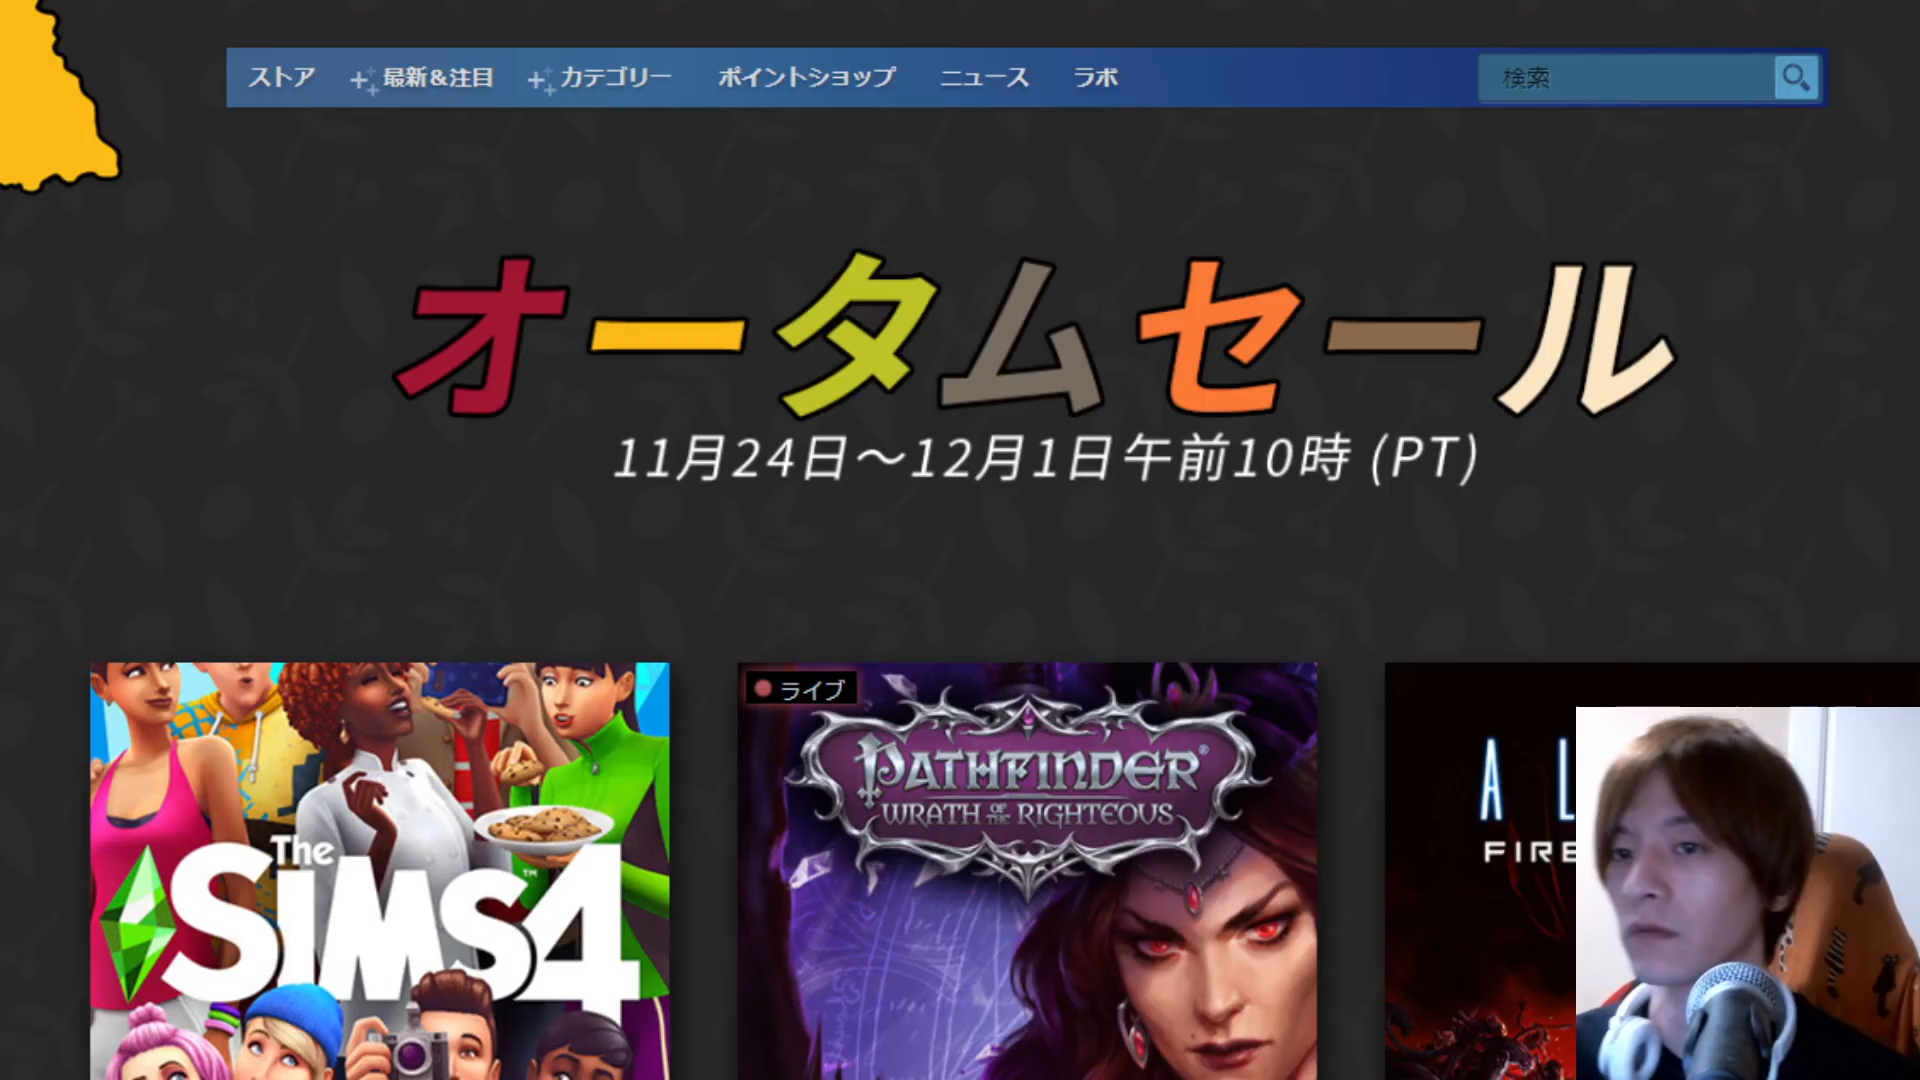 ストア 最新&注目 カテゴリー ポイントショップ ニュース ラボ 検索
オータムセール
11月24日～12月1日午前10時 (PT)
ライブ
PATHFINDER®
WRATH OF THE RIGHTEOUS
The
SIMS4™
AL
FIRE